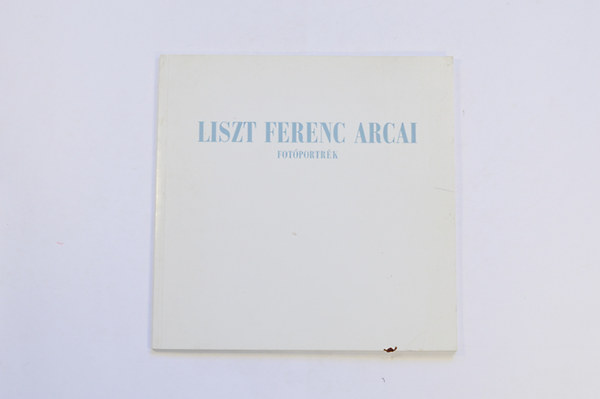 LISZT FERENC ARCAI
FOTÓPORTRÉK